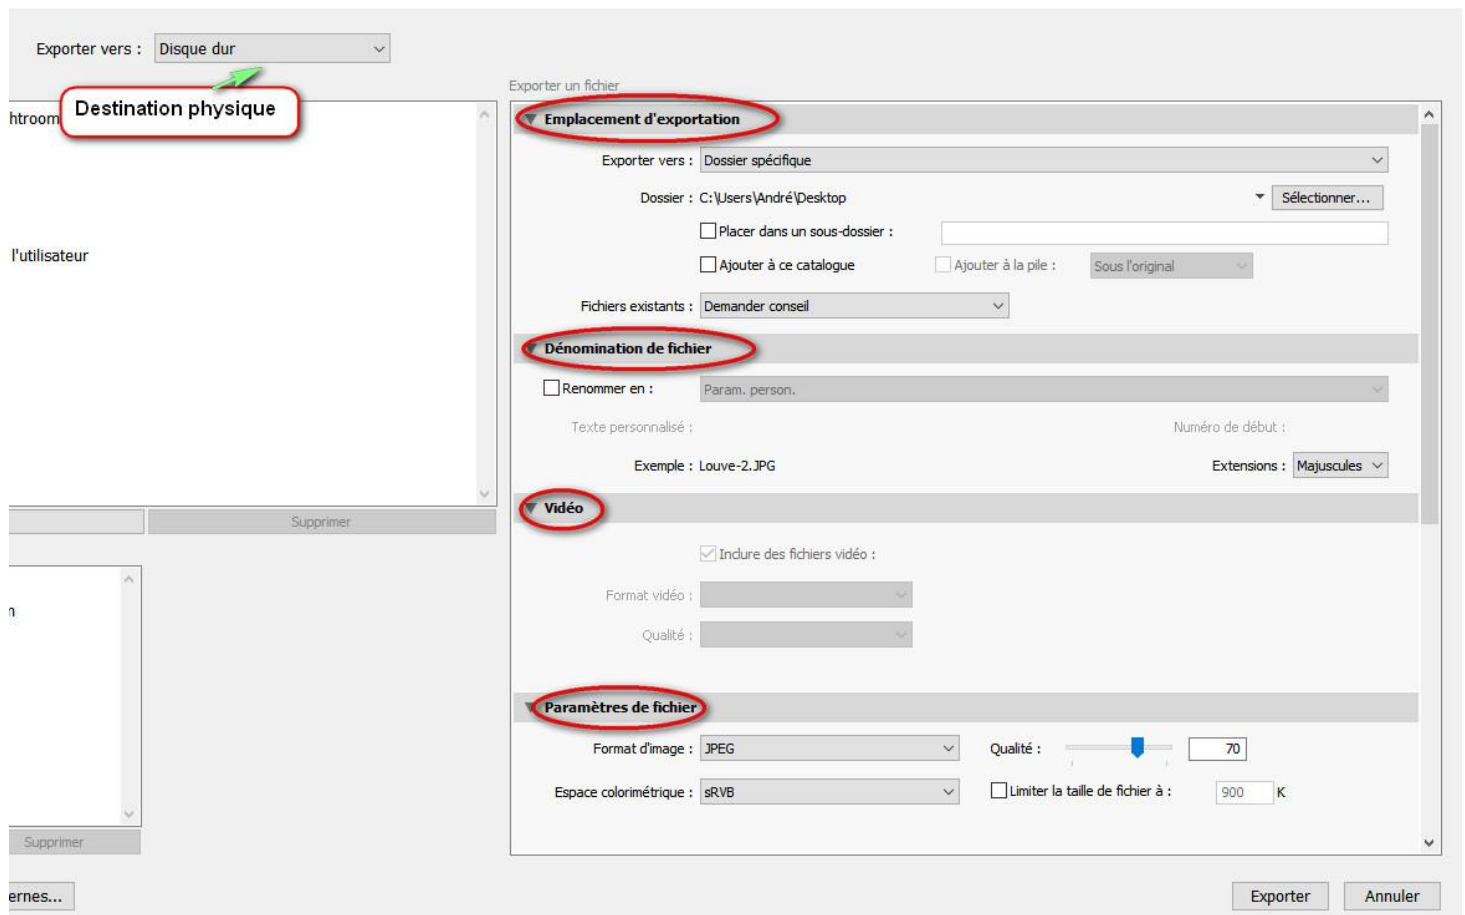 Exporter vers : Disque dur
Destination physique
htroom
l'utilisateur
Supprimer
n
Supprimer
ernes...
Exporter un fichier
Emplacement d'exportation
Exporter vers : Dossier spécifique
Dossier : C:\Users\André\Desktop Sélectionner...
Placer dans un sous-dossier :
Ajouter à ce catalogue Ajouter à la pile : Sous l'original
Fichiers existants : Demander conseil
Dénomination de fichier
Renommer en : Param. person.
Texte personnalisé : Numéro de début :
Exemple : Louve-2.JPG Extensions : Majuscules
Vidéo
Inclure des fichiers vidéo :
Format vidéo :
Qualité :
Paramètres de fichier
Format d'image : JPEG Qualité : 70
Espace colorimétrique : sRVB Limiter la taille de fichier à : 900 K
Exporter Annuler